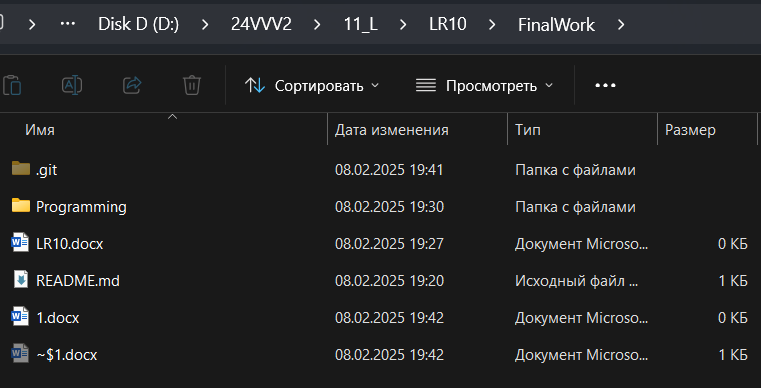 ··· Disk D (D:) 24VVV2 11_L LR10 FinalWork
Сортировать Просмотреть ···
Имя Дата изменения Тип Размер
.git 08.02.2025 19:41 Папка с файлами
Programming 08.02.2025 19:30 Папка с файлами
LR10.docx 08.02.2025 19:27 Документ Microso... 0 КБ
README.md 08.02.2025 19:20 Исходный файл ... 1 КБ
1.docx 08.02.2025 19:42 Документ Microso... 0 КБ
~$1.docx 08.02.2025 19:42 Документ Microso... 1 КБ